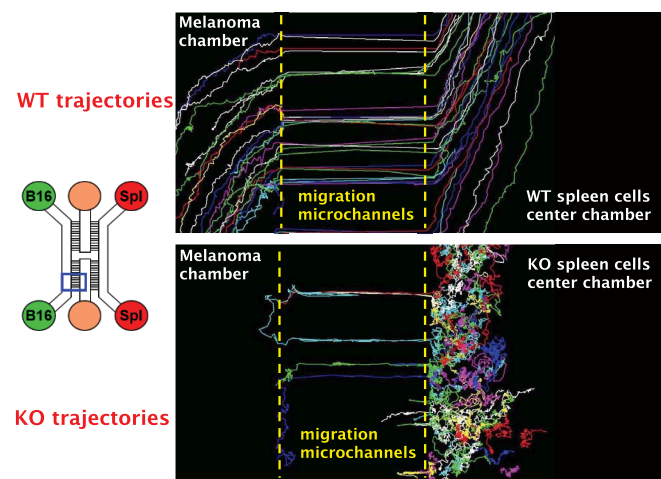 Melanoma
chamber
WT trajectories
migration
microchannels
WT spleen cells
center chamber
B16
Spl
Melanoma
chamber
KO spleen cells
center chamber
B16
Spl
KO trajectories
migration
microchannels